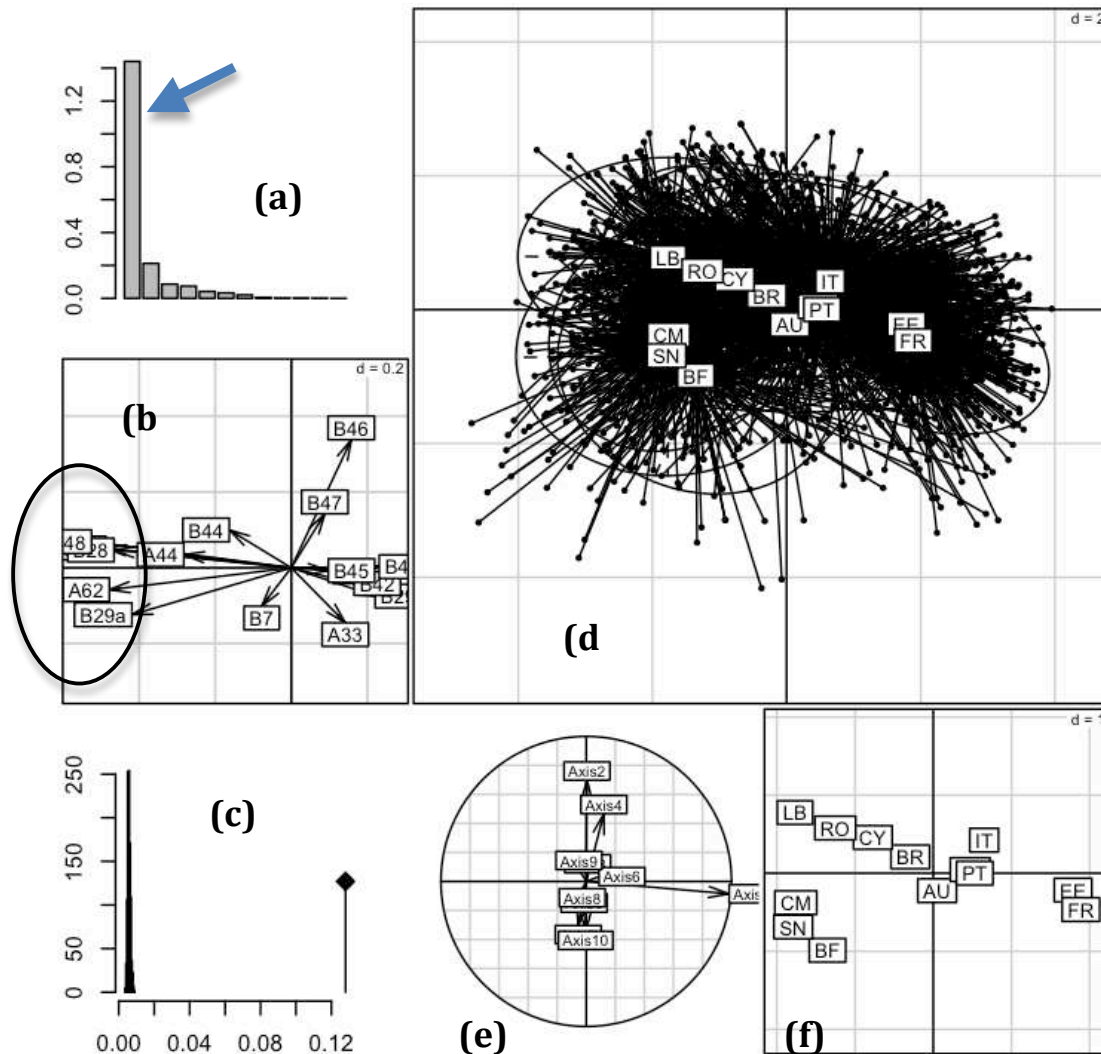 1.2
0.8
0.4
0.0
(a)
d = 0.2
(b)
B46
B47
B44
48
B28
A44
B45
A62
B42
B29a
B7
A33
250
150
50
0
(c)
0.00 0.04 0.08 0.12
LB
RO
CY
IT
BR
PT
AU
CM
FR
SN
BF
(d
Axis2
Axis4
Axis9
Axis6
Axis8
Axis10
(e)
LB
RO
CY
IT
BR
PT
AU
CM
FR
SN
BF
(f)